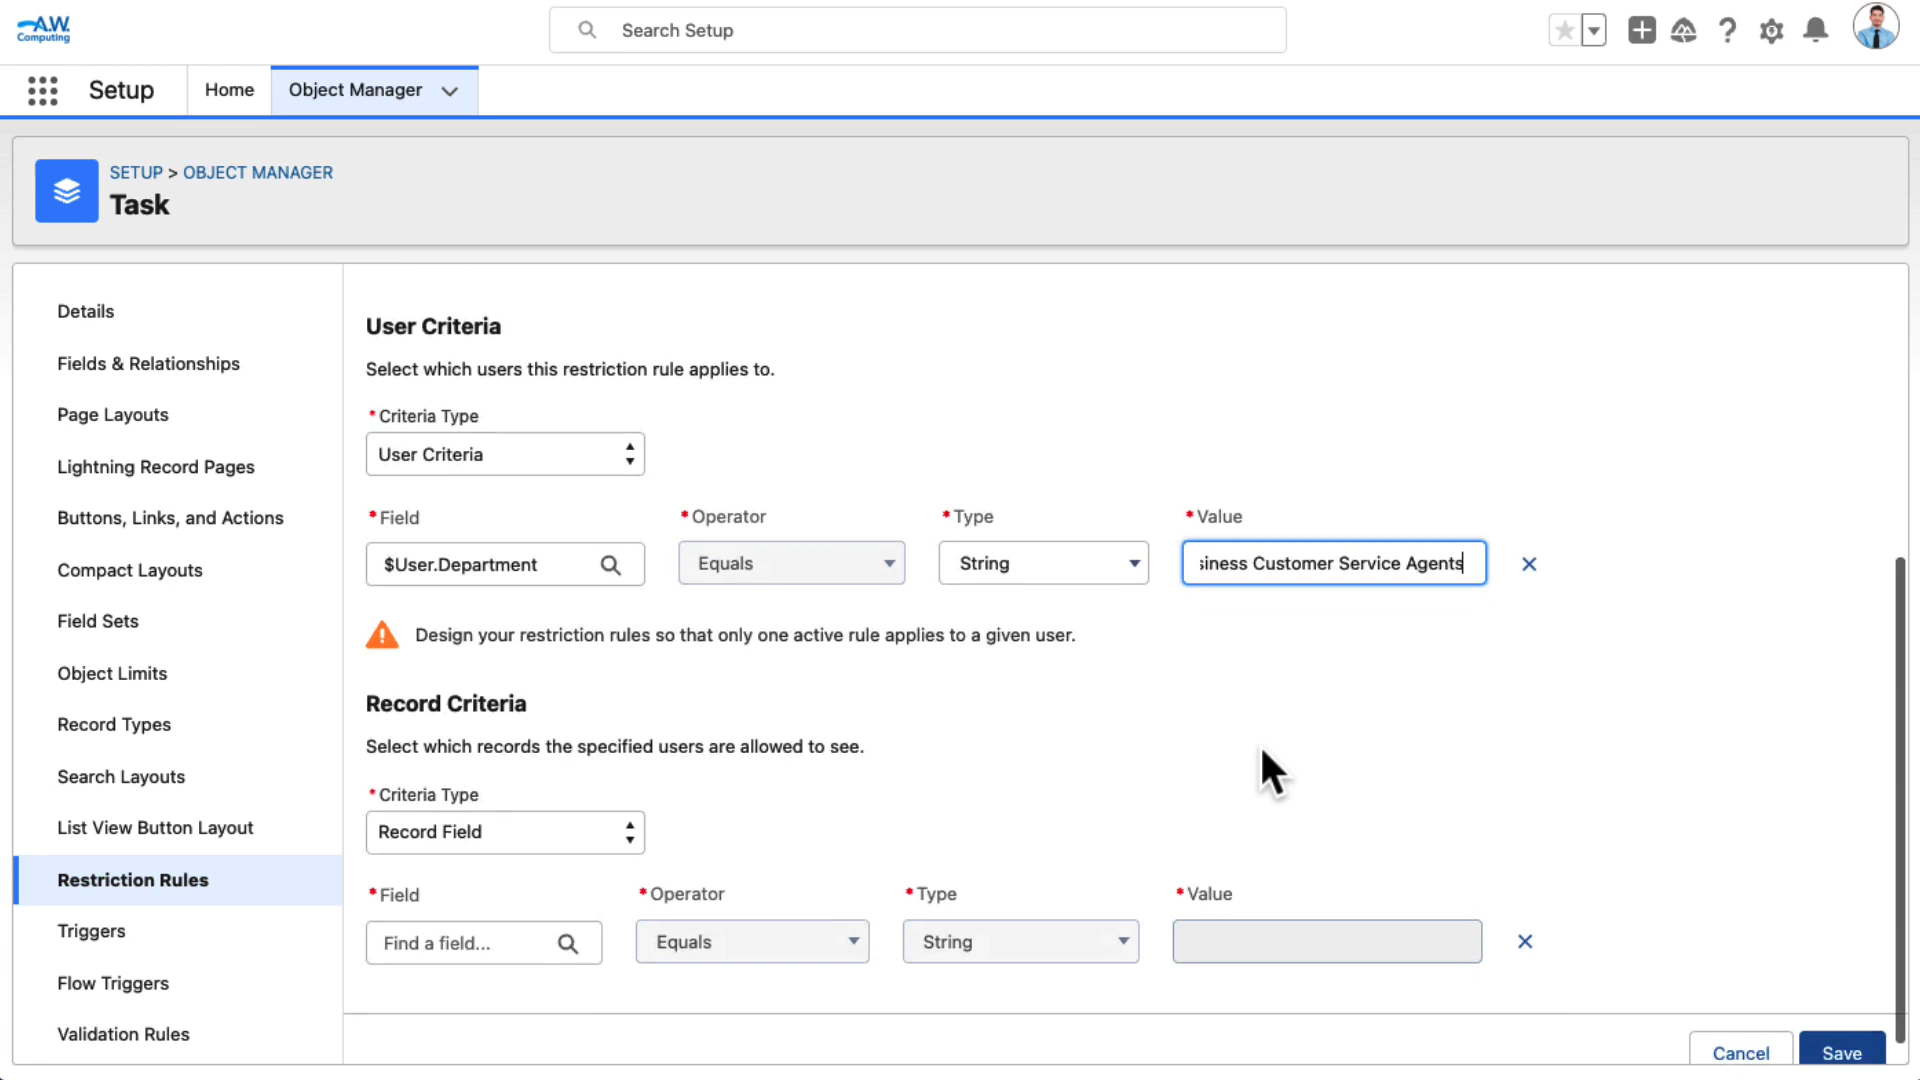 A.W.
Computing
Search Setup
Setup
Home
Object Manager
SETUP > OBJECT MANAGER
Task
Details
Fields & Relationships
Page Layouts
Lightning Record Pages
Buttons, Links, and Actions
Compact Layouts
Field Sets
Object Limits
Record Types
Search Layouts
List View Button Layout
Restriction Rules
Triggers
Flow Triggers
Validation Rules
User Criteria
Select which users this restriction rule applies to.
* Criteria Type
User Criteria
* Field * Operator * Type * Value
$User.Department Equals String siness Customer Service Agents
Design your restriction rules so that only one active rule applies to a given user.
Record Criteria
Select which records the specified users are allowed to see.
* Criteria Type
Record Field
* Field * Operator * Type * Value
Find a field... Equals String
Cancel Save